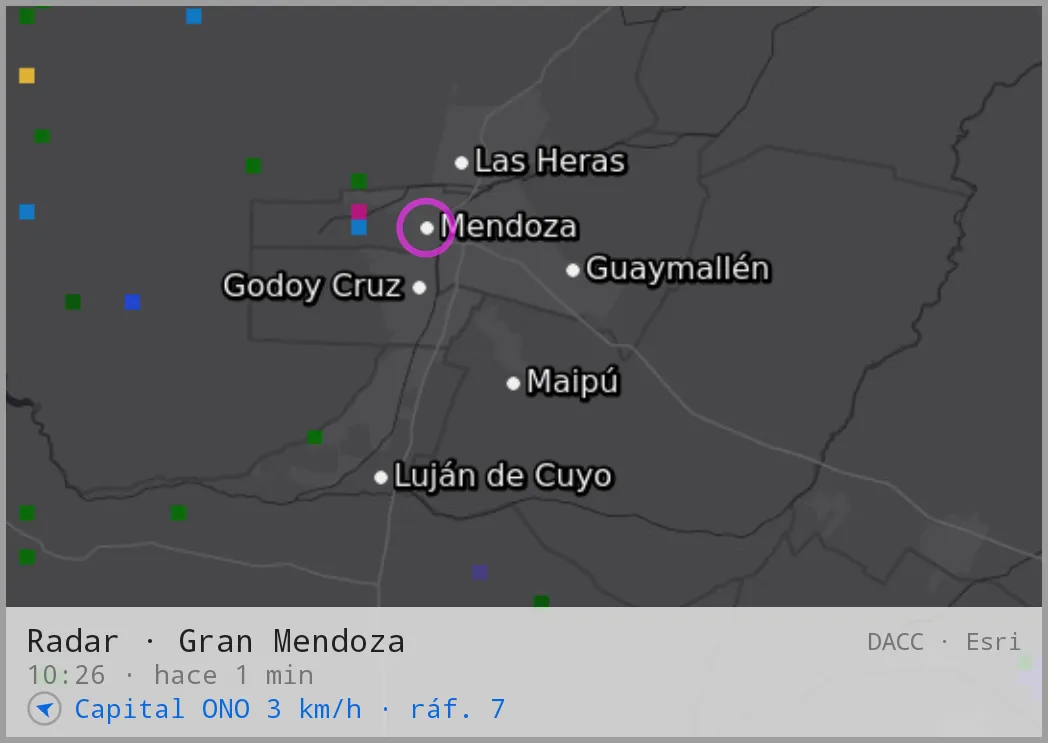 Las Heras
Mendoza
Guaymallén
Godoy Cruz
Maipú
Luján de Cuyo
Radar · Gran Mendoza
DACC · Esri
10:26 · hace 1 min
Capital ONO 3 km/h · ráf. 7